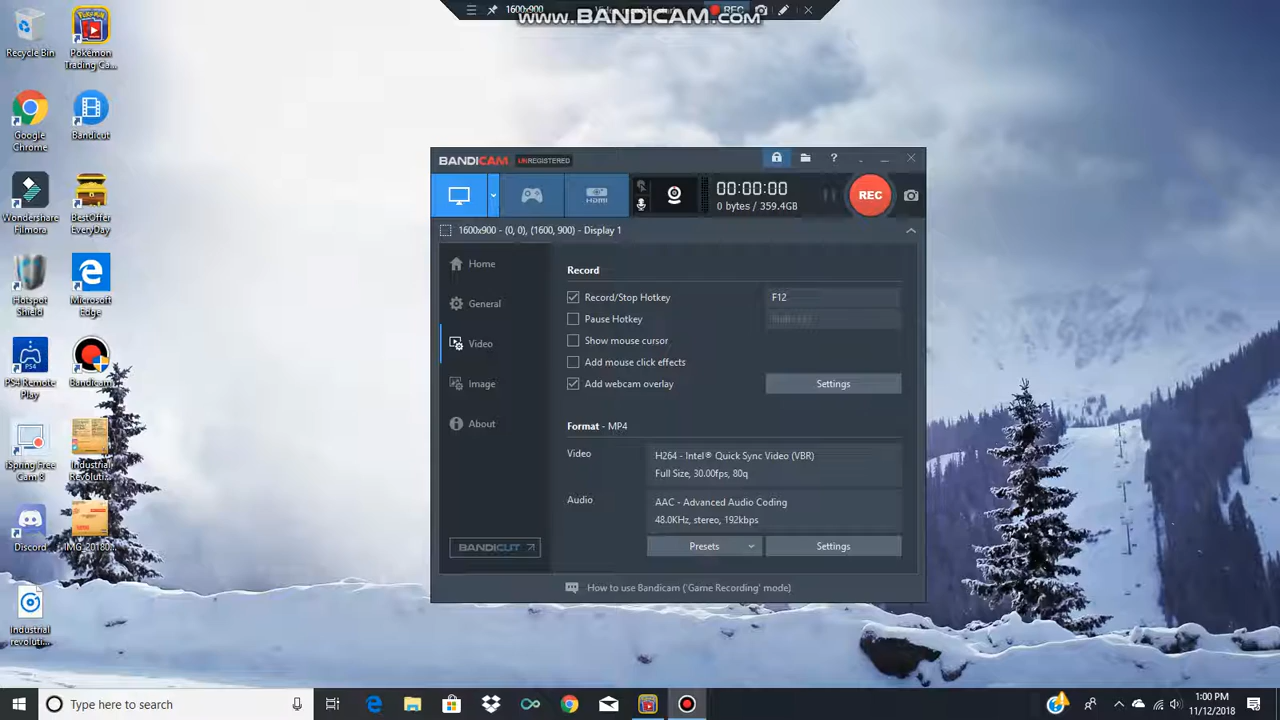 1600x900
REC
www.BANDICAM.com
Recycle Bin
Pokemon
Trading Ca...
Google
Chrome
Bandicut
Wondershare
Filmora
BestOffer
EveryDay
Hotspot
Shield
Microsoft
Edge
PS4 Remote
Play
Bandicam
iSpring Free
Cam 8
Industrial
Revoluti...
Discord
IMG_20180...
Industrial
revoluti...
BANDICAM UNREGISTERED
HDMI
00:00:00
0 bytes / 359.4GB
REC
1600x900 - (0, 0), (1600, 900) - Display 1
Home
General
Video
Image
About
BANDICUT
Record
Record/Stop Hotkey F12
Pause Hotkey
Show mouse cursor
Add mouse click effects
Add webcam overlay Settings
Format - MP4
Video H264 - Intel® Quick Sync Video (VBR)
Full Size, 30.00fps, 80q
Audio AAC - Advanced Audio Coding
48.0KHz, stereo, 192kbps
Presets Settings
How to use Bandicam ('Game Recording' mode)
Type here to search
1:00 PM
11/12/2018